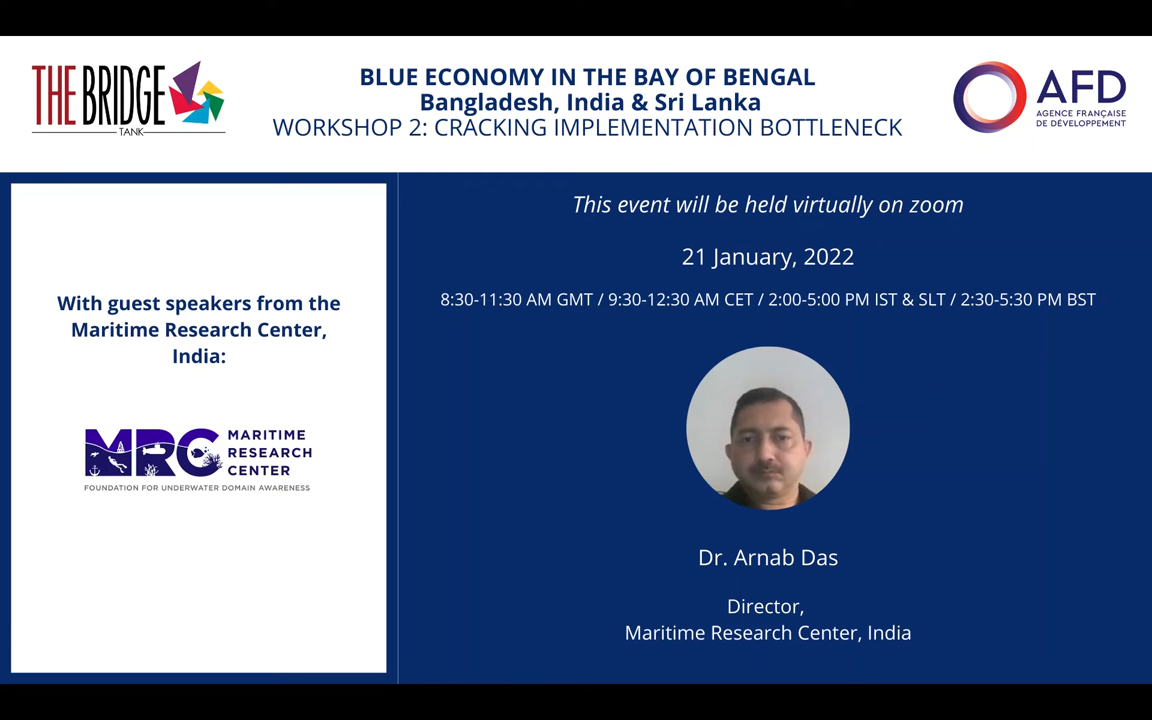 THE BRIDGE
TANK
BLUE ECONOMY IN THE BAY OF BENGAL
Bangladesh, India & Sri Lanka
WORKSHOP 2: CRACKING IMPLEMENTATION BOTTLENECK
AFD
AGENCE FRANÇAISE
DE DÉVELOPPEMENT
With guest speakers from the
Maritime Research Center,
India:
MRC
MARITIME
RESEARCH
CENTER
FOUNDATION FOR UNDERWATER DOMAIN AWARENESS
This event will be held virtually on zoom
21 January, 2022
8:30-11:30 AM GMT / 9:30-12:30 AM CET / 2:00-5:00 PM IST & SLT / 2:30-5:30 PM BST
Dr. Arnab Das
Director,
Maritime Research Center, India